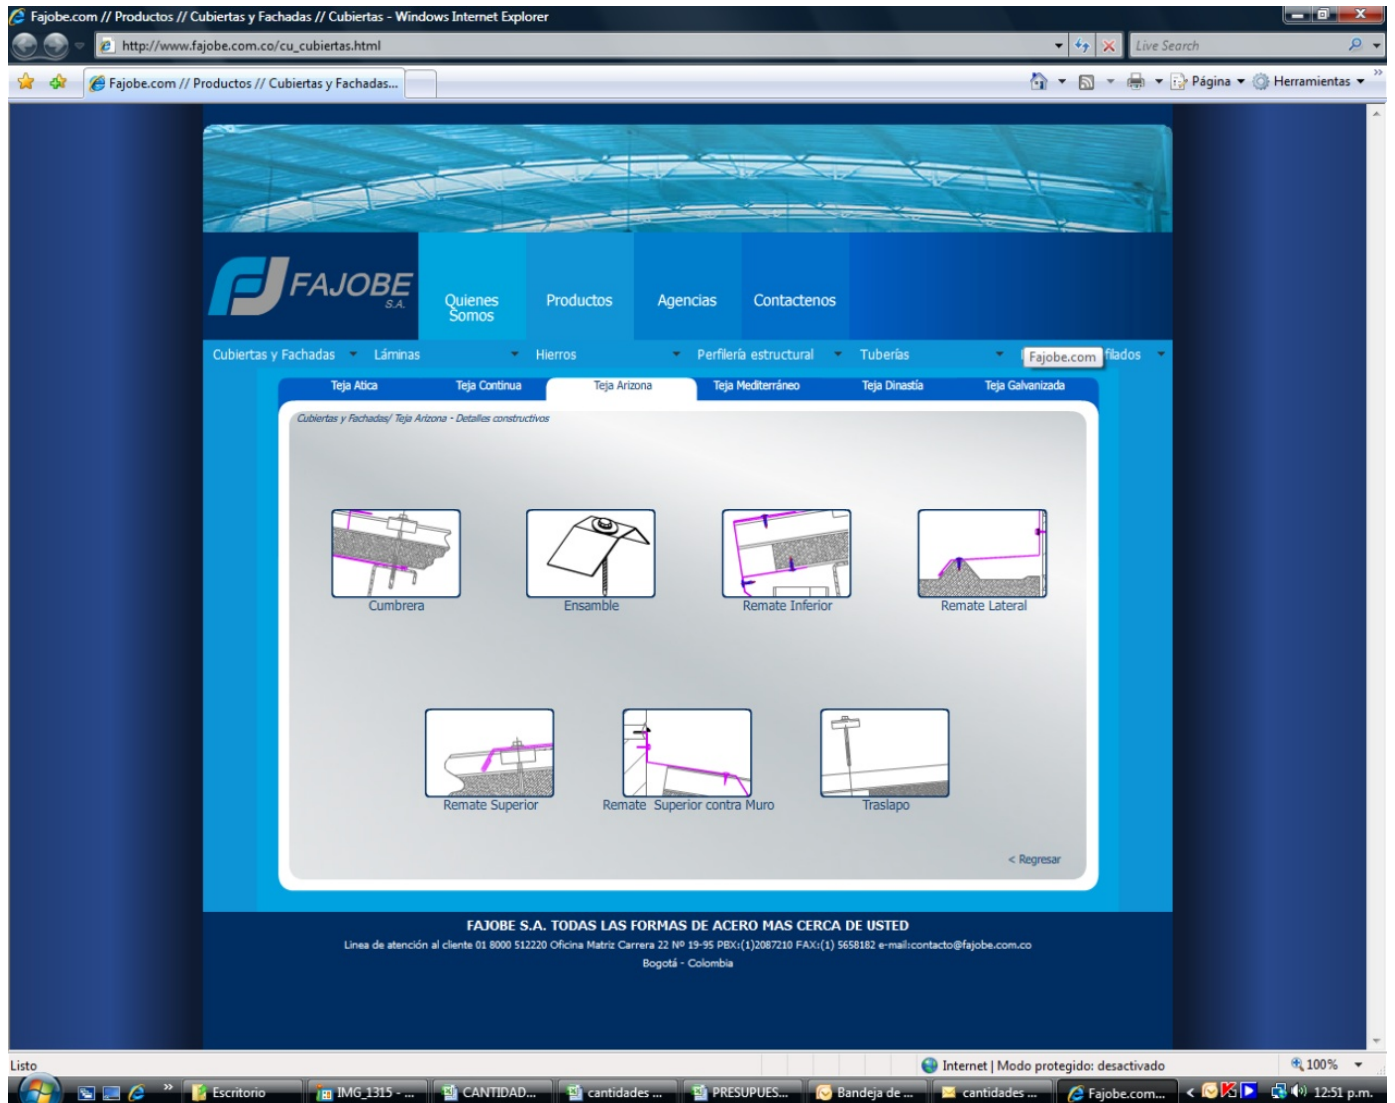 Fajobe.com // Productos // Cubiertas y Fachadas // Cubiertas - Windows Internet Explorer
http://www.fajobe.com.co/cu_cubiertas.html
Live Search
Fajobe.com // Productos // Cubiertas y Fachadas...
Página
Herramientas
FAJOBE
S.A.
Quienes Somos
Productos
Agencias
Contactenos
Cubiertas y Fachadas
Láminas
Hierros
Perfilería estructural
Tuberías
Fajobe.com
filados
Teja Atica
Teja Continua
Teja Arizona
Teja Mediterráneo
Teja Dinastía
Teja Galvanizada
Cubiertas y Fachadas/ Teja Arizona - Detalles constructivos
Cumbrera
Ensamble
Remate Inferior
Remate Lateral
Remate Superior
Remate Superior contra Muro
Traslapo
< Regresar
FAJOBE S.A. TODAS LAS FORMAS DE ACERO MAS CERCA DE USTED
Linea de atención al cliente 01 8000 512220 Oficina Matriz Carrera 22 Nº 19-95 PBX:(1)2087210 FAX:(1) 5658182 e-mail:contacto@fajobe.com.co
Bogotá - Colombia
Listo
Internet | Modo protegido: desactivado
100%
Escritorio
IMG_1315 - ...
CANTIDAD...
cantidades ...
PRESUPUES...
Bandeja de ...
cantidades ...
Fajobe.com...
12:51 p.m.